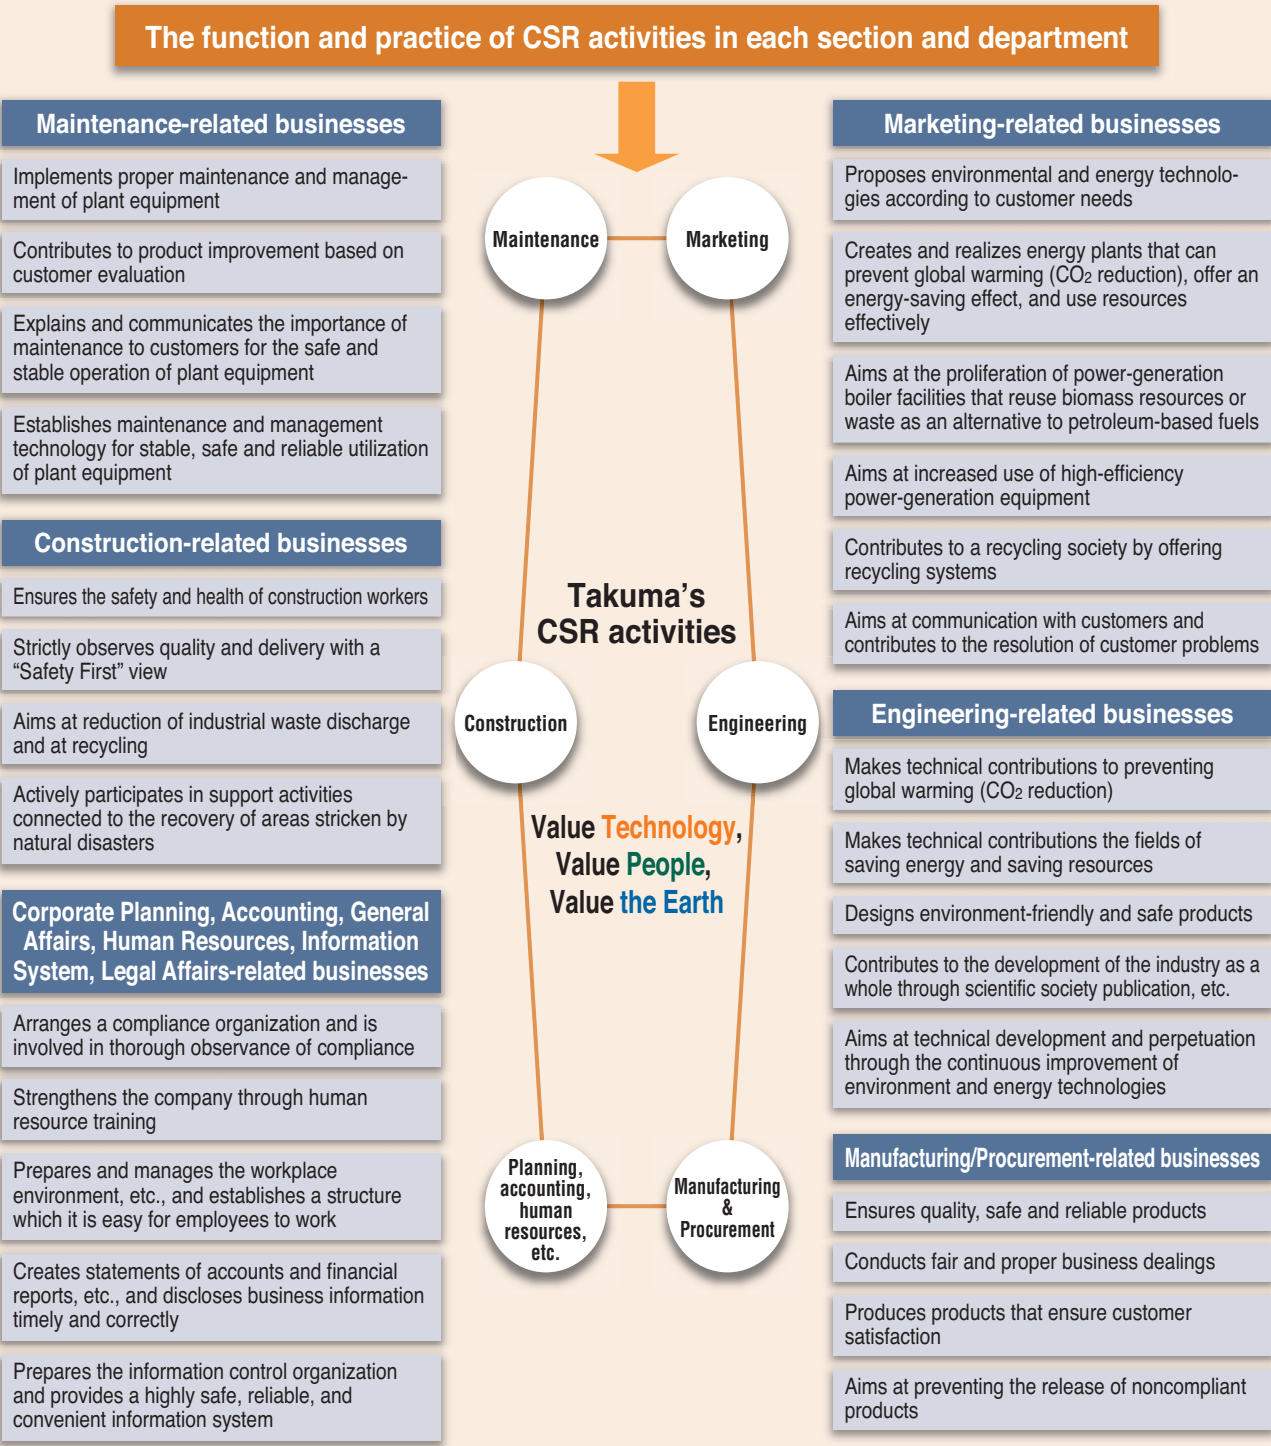 The function and practice of CSR activities in each section and department
Maintenance-related businesses
Implements proper maintenance and manage-
ment of plant equipment
Contributes to product improvement based on
customer evaluation
Explains and communicates the importance of
maintenance to customers for the safe and
stable operation of plant equipment
Establishes maintenance and management
technology for stable, safe and reliable utilization
of plant equipment
Construction-related businesses
Ensures the safety and health of construction workers
Strictly observes quality and delivery with a
“Safety First” view
Aims at reduction of industrial waste discharge
and at recycling
Actively participates in support activities
connected to the recovery of areas stricken by
natural disasters
Corporate Planning, Accounting, General
Affairs, Human Resources, Information
System, Legal Affairs-related businesses
Arranges a compliance organization and is
involved in thorough observance of compliance
Strengthens the company through human
resource training
Prepares and manages the workplace
environment, etc., and establishes a structure
which it is easy for employees to work
Creates statements of accounts and financial
reports, etc., and discloses business information
timely and correctly
Prepares the information control organization
and provides a highly safe, reliable, and
convenient information system
Maintenance
Marketing
Takuma’s
CSR activities
Construction
Engineering
Value Technology,
Value People,
Value the Earth
Planning,
accounting,
human
resources,
etc.
Manufacturing
&
Procurement
Marketing-related businesses
Proposes environmental and energy technolo-
gies according to customer needs
Creates and realizes energy plants that can
prevent global warming (CO2 reduction), offer an
energy-saving effect, and use resources
effectively
Aims at the proliferation of power-generation
boiler facilities that reuse biomass resources or
waste as an alternative to petroleum-based fuels
Aims at increased use of high-efficiency
power-generation equipment
Contributes to a recycling society by offering
recycling systems
Aims at communication with customers and
contributes to the resolution of customer problems
Engineering-related businesses
Makes technical contributions to preventing
global warming (CO2 reduction)
Makes technical contributions the fields of
saving energy and saving resources
Designs environment-friendly and safe products
Contributes to the development of the industry as a
whole through scientific society publication, etc.
Aims at technical development and perpetuation
through the continuous improvement of
environment and energy technologies
Manufacturing/Procurement-related businesses
Ensures quality, safe and reliable products
Conducts fair and proper business dealings
Produces products that ensure customer
satisfaction
Aims at preventing the release of noncompliant
products